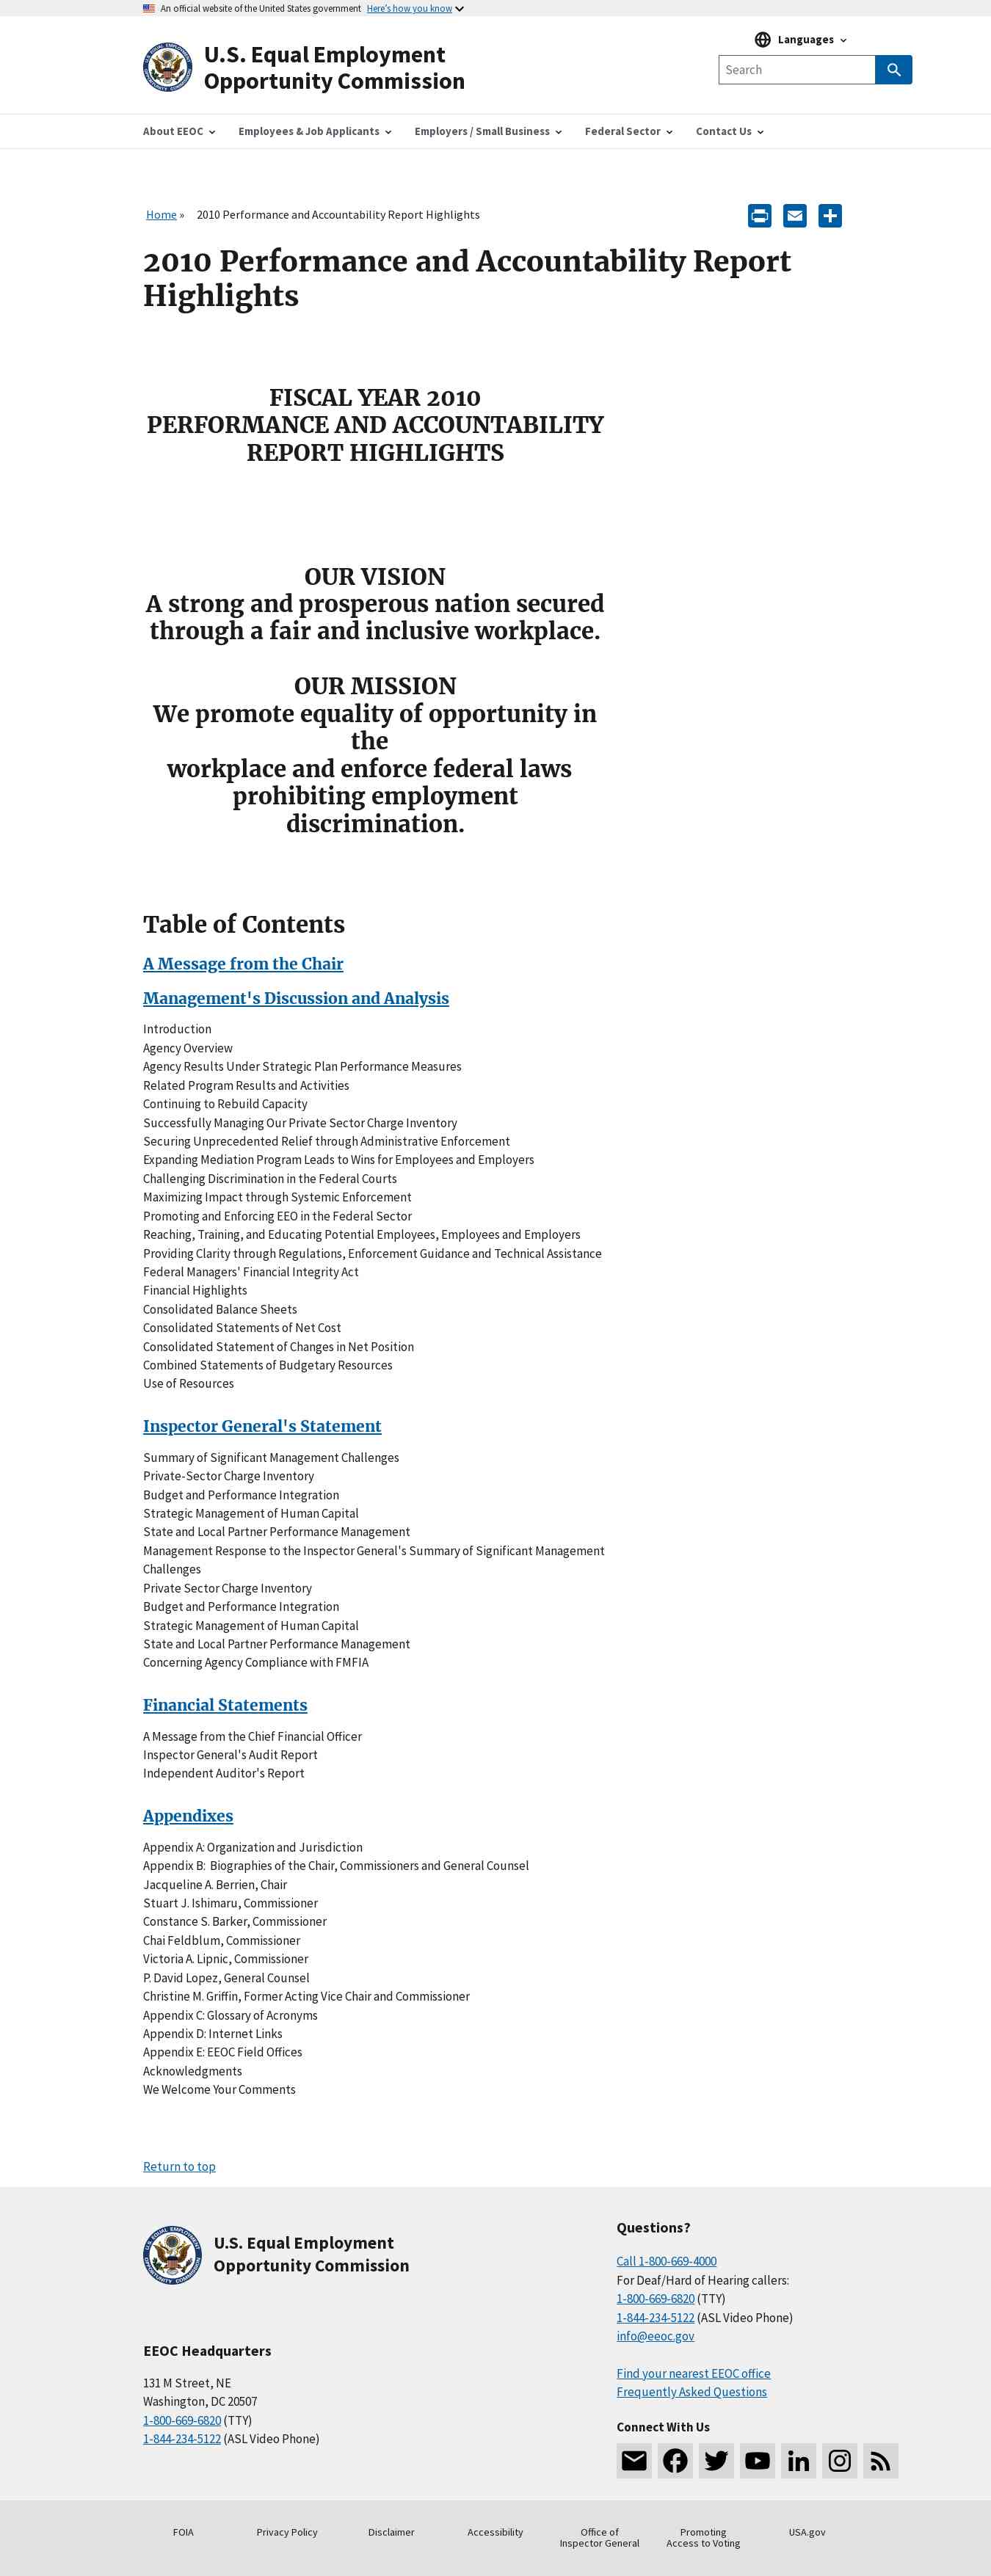 An official website of the United States government Here's how you know
Languages
U.S. Equal Employment
Opportunity Commission
Search
About EEOC Employees & Job Applicants Employers / Small Business Federal Sector Contact Us
Home » 2010 Performance and Accountability Report Highlights
2010 Performance and Accountability Report
Highlights
FISCAL YEAR 2010
PERFORMANCE AND ACCOUNTABILITY
REPORT HIGHLIGHTS
OUR VISION
A strong and prosperous nation secured
through a fair and inclusive workplace.
OUR MISSION
We promote equality of opportunity in
the
workplace and enforce federal laws
prohibiting employment
discrimination.
Table of Contents
A Message from the Chair
Management's Discussion and Analysis
Introduction
Agency Overview
Agency Results Under Strategic Plan Performance Measures
Related Program Results and Activities
Continuing to Rebuild Capacity
Successfully Managing Our Private Sector Charge Inventory
Securing Unprecedented Relief through Administrative Enforcement
Expanding Mediation Program Leads to Wins for Employees and Employers
Challenging Discrimination in the Federal Courts
Maximizing Impact through Systemic Enforcement
Promoting and Enforcing EEO in the Federal Sector
Reaching, Training, and Educating Potential Employees, Employees and Employers
Providing Clarity through Regulations, Enforcement Guidance and Technical Assistance
Federal Managers' Financial Integrity Act
Financial Highlights
Consolidated Balance Sheets
Consolidated Statements of Net Cost
Consolidated Statement of Changes in Net Position
Combined Statements of Budgetary Resources
Use of Resources
Inspector General's Statement
Summary of Significant Management Challenges
Private-Sector Charge Inventory
Budget and Performance Integration
Strategic Management of Human Capital
State and Local Partner Performance Management
Management Response to the Inspector General's Summary of Significant Management
Challenges
Private Sector Charge Inventory
Budget and Performance Integration
Strategic Management of Human Capital
State and Local Partner Performance Management
Concerning Agency Compliance with FMFIA
Financial Statements
A Message from the Chief Financial Officer
Inspector General's Audit Report
Independent Auditor's Report
Appendixes
Appendix A: Organization and Jurisdiction
Appendix B: Biographies of the Chair, Commissioners and General Counsel
Jacqueline A. Berrien, Chair
Stuart J. Ishimaru, Commissioner
Constance S. Barker, Commissioner
Chai Feldblum, Commissioner
Victoria A. Lipnic, Commissioner
P. David Lopez, General Counsel
Christine M. Griffin, Former Acting Vice Chair and Commissioner
Appendix C: Glossary of Acronyms
Appendix D: Internet Links
Appendix E: EEOC Field Offices
Acknowledgments
We Welcome Your Comments
Return to top
U.S. Equal Employment
Opportunity Commission
EEOC Headquarters
131 M Street, NE
Washington, DC 20507
1-800-669-6820 (TTY)
1-844-234-5122 (ASL Video Phone)
Questions?
Call 1-800-669-4000
For Deaf/Hard of Hearing callers:
1-800-669-6820 (TTY)
1-844-234-5122 (ASL Video Phone)
info@eeoc.gov
Find your nearest EEOC office
Frequently Asked Questions
Connect With Us
FOIA Privacy Policy Disclaimer Accessibility Office of Promoting USA.gov
Inspector General Access to Voting